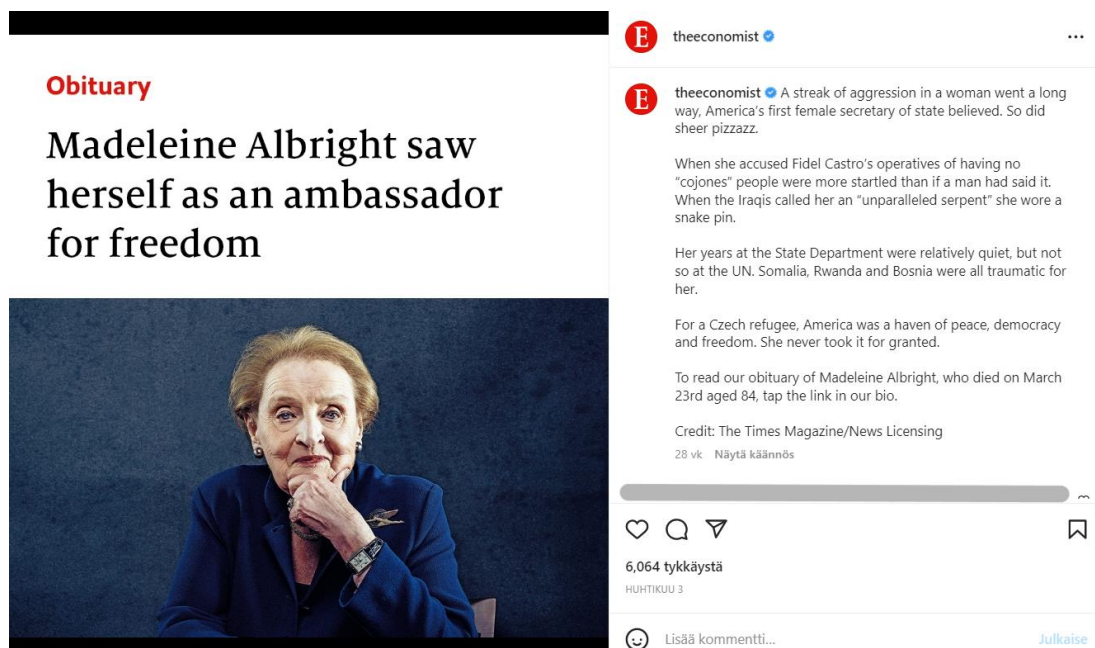 Obituary
Madeleine Albright saw
herself as an ambassador
for freedom
E
theeconomist
E
theeconomist A streak of aggression in a woman went a long
way, America's first female secretary of state believed. So did
sheer pizzazz.
When she accused Fidel Castro's operatives of having no
"cojones" people were more startled than if a man had said it.
When the Iraqis called her an "unparalleled serpent" she wore a
snake pin.
Her years at the State Department were relatively quiet, but not
so at the UN. Somalia, Rwanda and Bosnia were all traumatic for
her.
For a Czech refugee, America was a haven of peace, democracy
and freedom. She never took it for granted.
To read our obituary of Madeleine Albright, who died on March
23rd aged 84, tap the link in our bio.
Credit: The Times Magazine/News Licensing
28 vk Näytä käännös
6,064 tykkäystä
HUHTIKUU 3
Lisää kommentti...
Julkaise